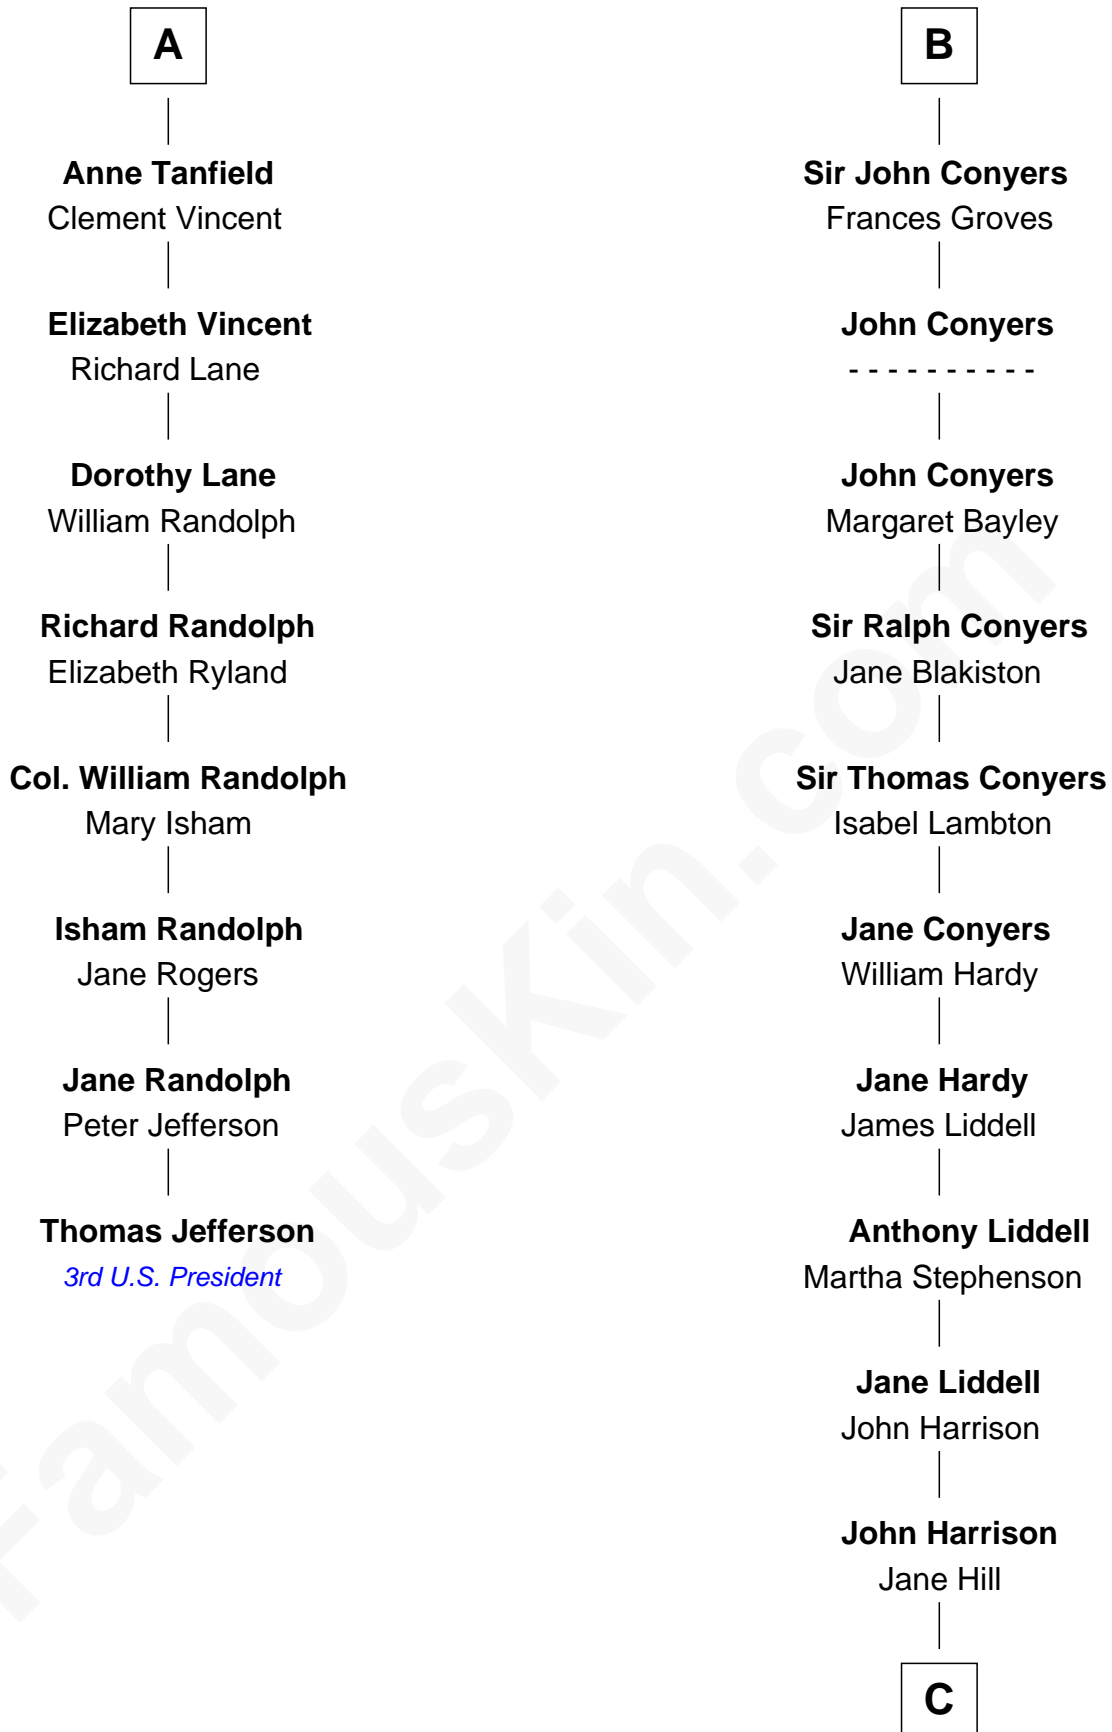 A
Anne Tanfield
Clement Vincent
Elizabeth Vincent
Richard Lane
Dorothy Lane
William Randolph
Richard Randolph
Elizabeth Ryland
Col. William Randolph
Mary Isham
Isham Randolph
Jane Rogers
Jane Randolph
Peter Jefferson
Thomas Jefferson
3rd U.S. President
B
Sir John Conyers
Frances Groves
John Conyers
- - - - - - - - - -
John Conyers
Margaret Bayley
Sir Ralph Conyers
Jane Blakiston
Sir Thomas Conyers
Isabel Lambton
Jane Conyers
William Hardy
Jane Hardy
James Liddell
Anthony Liddell
Martha Stephenson
Jane Liddell
John Harrison
John Harrison
Jane Hill
C
FamousKin.com